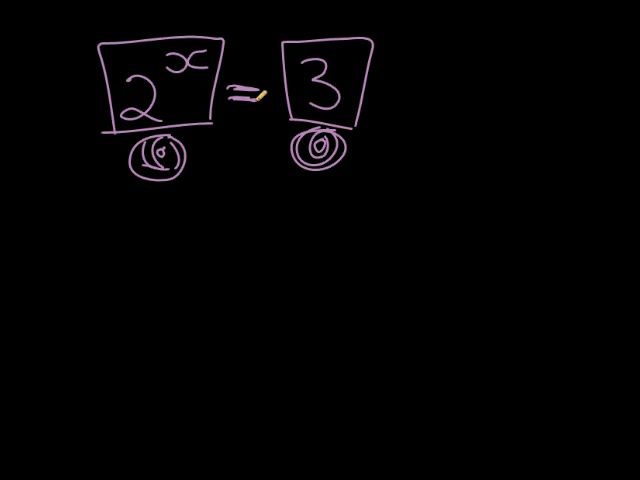 2^x = 3